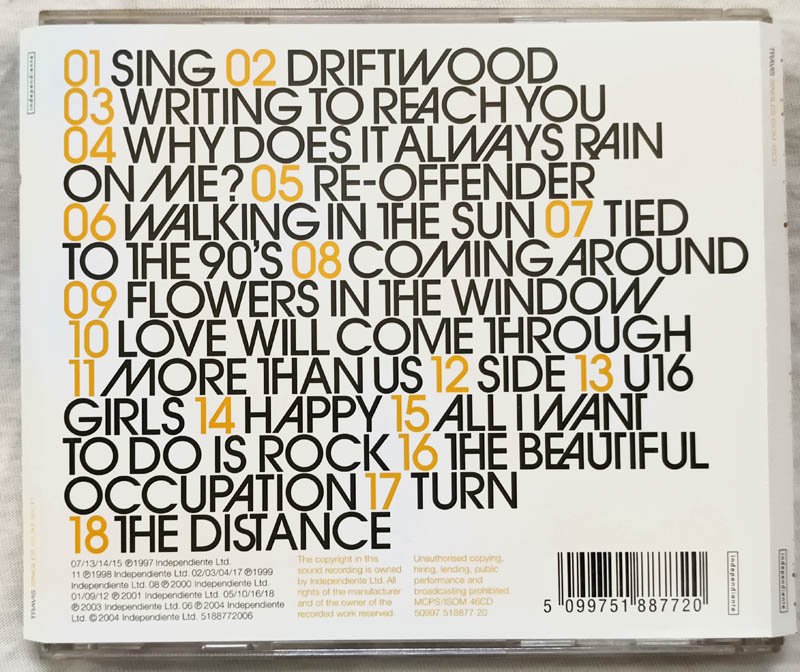 01 SING 02 DRIFTWOOD
03 WRITING TO REACH YOU
04 WHY DOES IT ALWAYS RAIN
ON ME? 05 RE-OFFENDER
06 WALKING IN THE SUN 07 TIED
TO THE 90'S 08 COMING AROUND
09 FLOWERS IN THE WINDOW
10 LOVE WILL COME THROUGH
11 MORE THAN US 12 SIDE 13 U16
GIRLS 14 HAPPY 15 ALL I WANT
TO DO IS ROCK 16 THE BEAUTIFUL
OCCUPATION 17 TURN
18 THE DISTANCE
07/13/14/15 ℗1997 Independiente Ltd.
11 ℗1998 Independiente Ltd. 02/03/04/17 ℗1999
Independiente Ltd. 08 ℗2000 Independiente Ltd.
01/09/12 ℗2001 Independiente Ltd. 05/10/16/18
℗2003 Independiente Ltd. 06 ℗2004 Independiente
Ltd. ©2004 Independiente Ltd. 5188772006
The copyright in this
sound recording is owned
by Independiente Ltd. All
rights of the manufacturer
and of the owner of the
recorded work reserved.
Unauthorised copying,
hiring, lending, public
performance and
broadcasting prohibited.
MCPS/ISOM 46CD
50997 518877 20
5 099751 887720
independiente
independiente
independiente
independiente
TRAVIS SINGLES
TRAVIS SINGLES